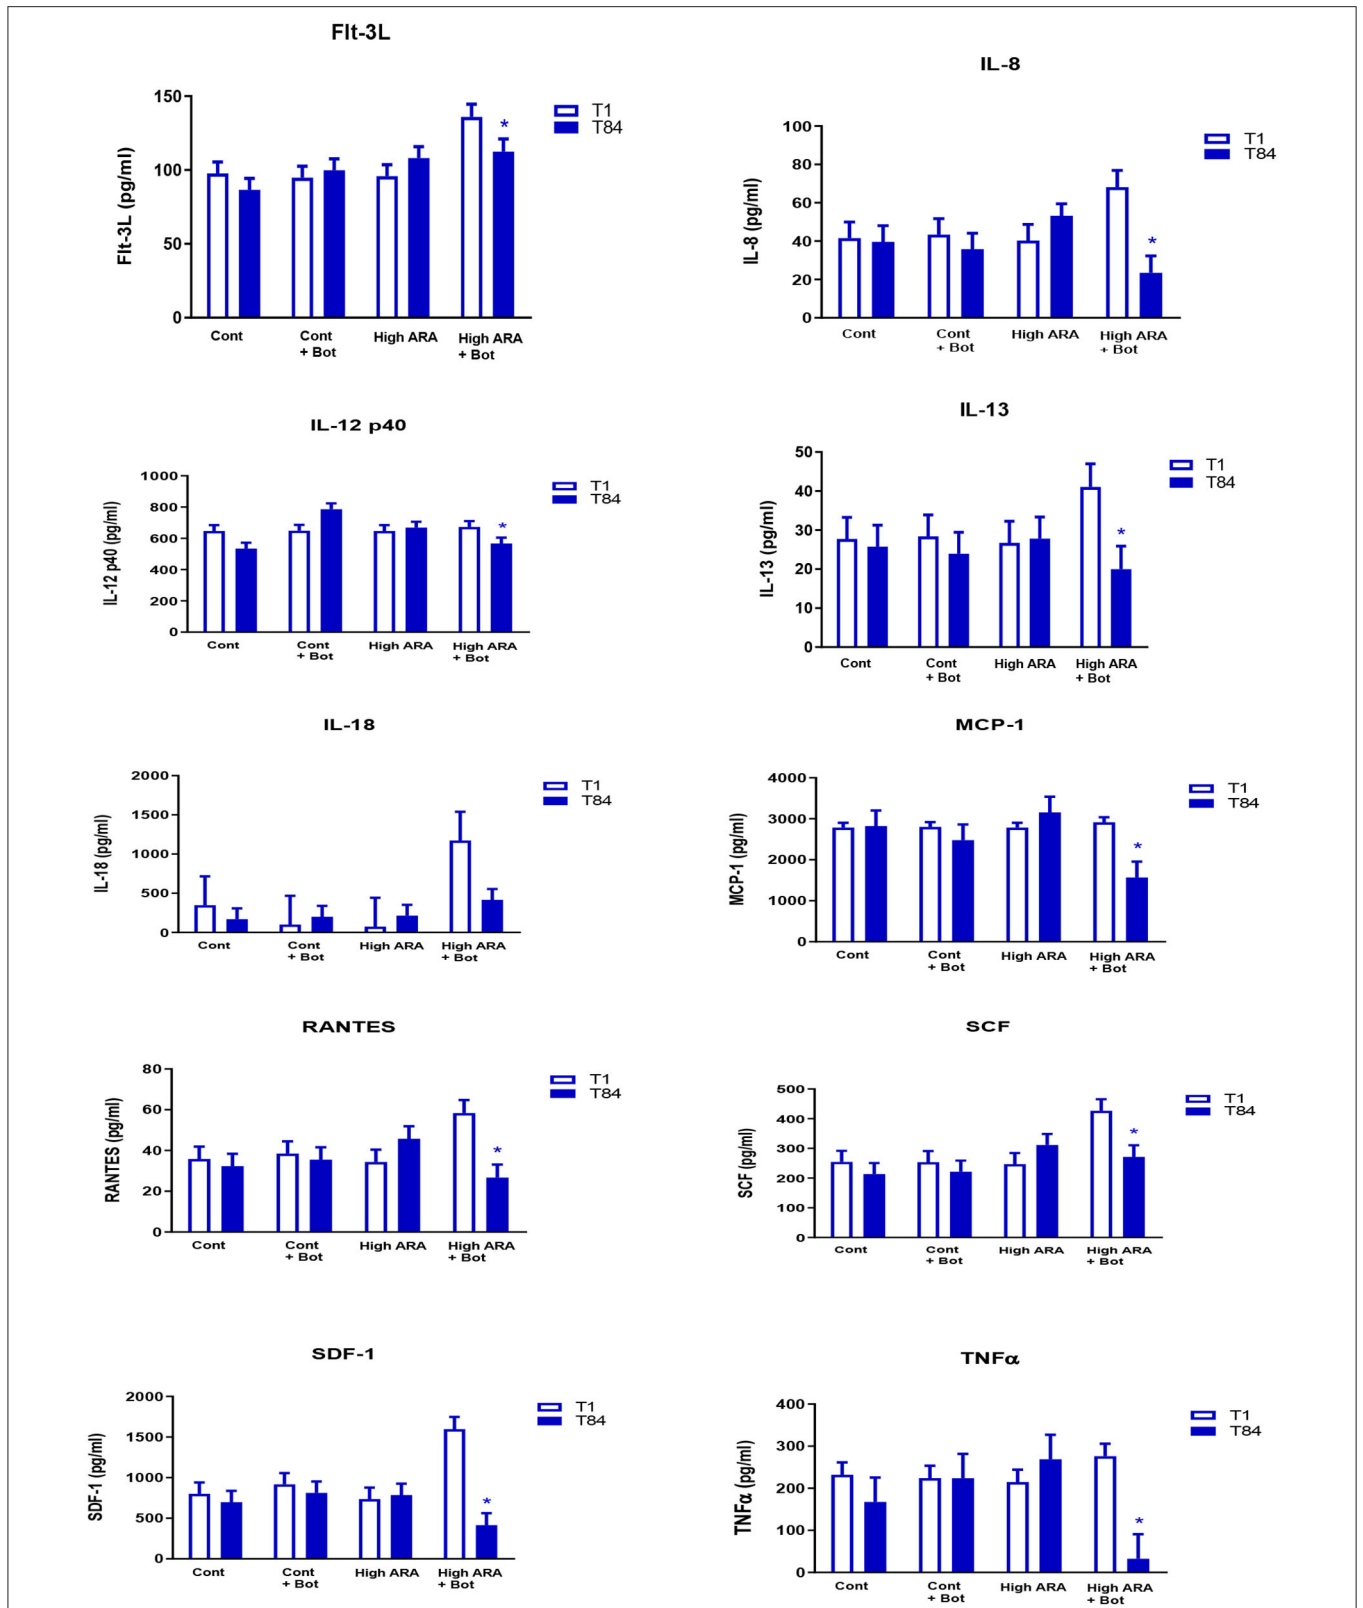 Flt-3L
T1
T84
Flt-3L (pg/ml)
150
100
50
0
*
Cont
Cont
+ Bot
High ARA
High ARA
+ Bot
IL-8
T1
T84
IL-8 (pg/ml)
100
80
60
40
20
0
*
Cont
Cont
+ Bot
High ARA
High ARA
+ Bot
IL-12 p40
T1
T84
IL-12 p40 (pg/ml)
1000
800
600
400
200
0
*
Cont
Cont
+ Bot
High ARA
High ARA
+ Bot
IL-13
T1
T84
IL-13 (pg/ml)
50
40
30
20
10
0
*
Cont
Cont
+ Bot
High ARA
High ARA
+ Bot
IL-18
T1
T84
IL-18 (pg/ml)
2000
1500
1000
500
0
Cont
Cont
+ Bot
High ARA
High ARA
+ Bot
MCP-1
T1
T84
MCP-1 (pg/ml)
4000
3000
2000
1000
0
*
Cont
Cont
+ Bot
High ARA
High ARA
+ Bot
RANTES
T1
T84
RANTES (pg/ml)
80
60
40
20
0
*
Cont
Cont
+ Bot
High ARA
High ARA
+ Bot
SCF
T1
T84
SCF (pg/ml)
500
400
300
200
100
0
*
Cont
Cont
+ Bot
High ARA
High ARA
+ Bot
SDF-1
T1
T84
SDF-1 (pg/ml)
2000
1500
1000
500
0
*
Cont
Cont
+ Bot
High ARA
High ARA
+ Bot
TNFα
T1
T84
TNFα (pg/ml)
400
300
200
100
0
*
Cont
Cont
+ Bot
High ARA
High ARA
+ Bot